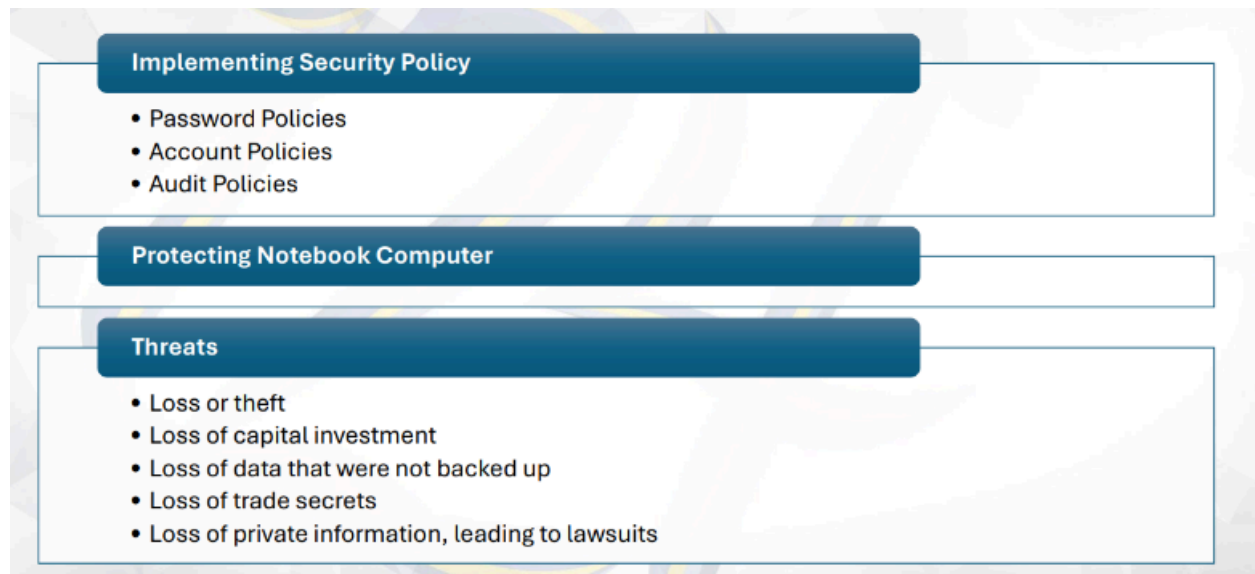 Implementing Security Policy
• Password Policies
• Account Policies
• Audit Policies
Protecting Notebook Computer
Threats
• Loss or theft
• Loss of capital investment
• Loss of data that were not backed up
• Loss of trade secrets
• Loss of private information, leading to lawsuits